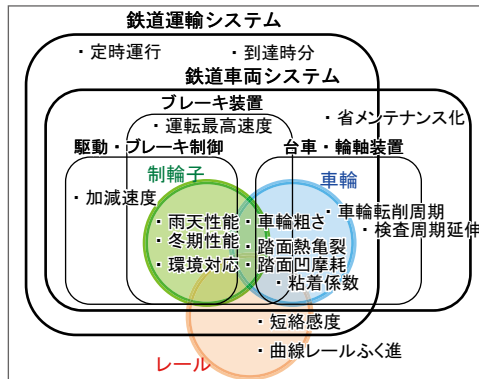 鉄道運輸システム
・定時運行 ・到達時分
鉄道車両システム
ブレーキ装置
・省メンテナンス化
・運転最高速度
駆動・ブレーキ制御
台車・輪軸装置
制輪子
車輪
・加減速度
・雨天性能
・車輪粗さ
・車輪転削周期
・冬期性能
・検査周期延伸
・踏面熱亀裂
・環境対応
・踏面凹摩耗
・粘着係数
・短絡感度
・曲線レールふく進
レール